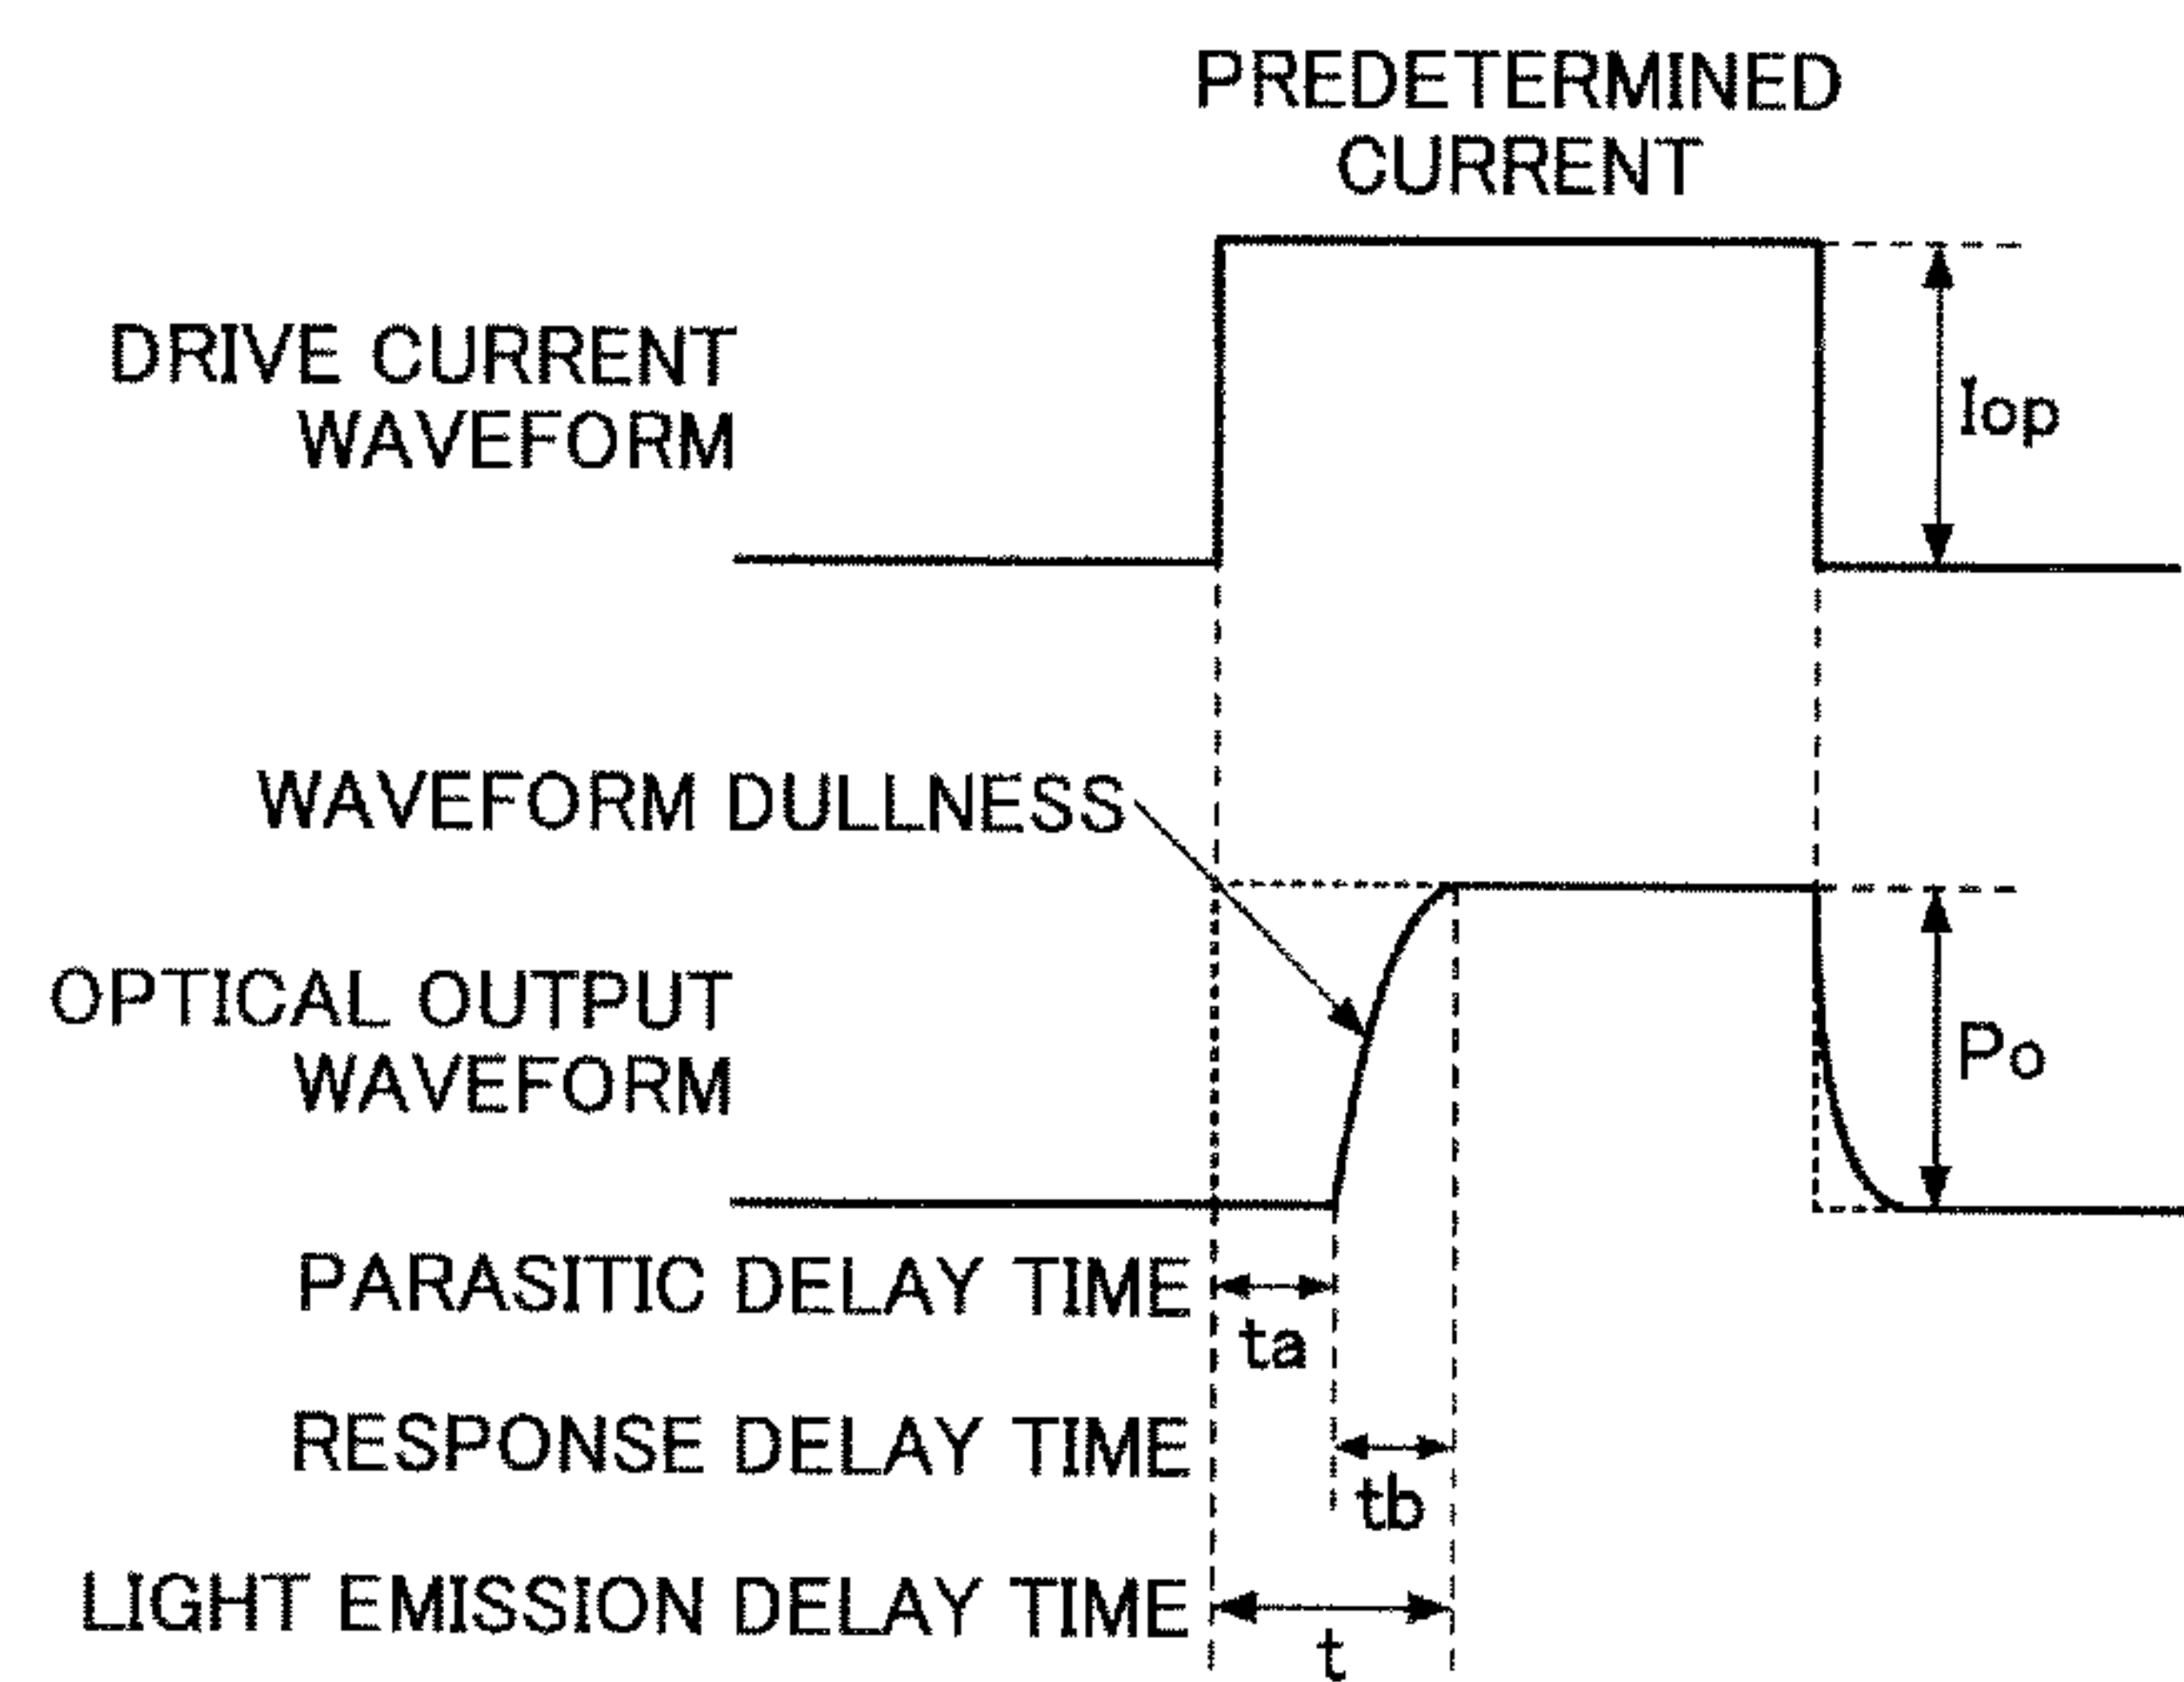 PREDETERMINED
CURRENT
DRIVE CURRENT
WAVEFORM
Iop
WAVEFORM DULLNESS
OPTICAL OUTPUT
WAVEFORM
Po
PARASITIC DELAY TIME
ta
RESPONSE DELAY TIME
tb
LIGHT EMISSION DELAY TIME
t